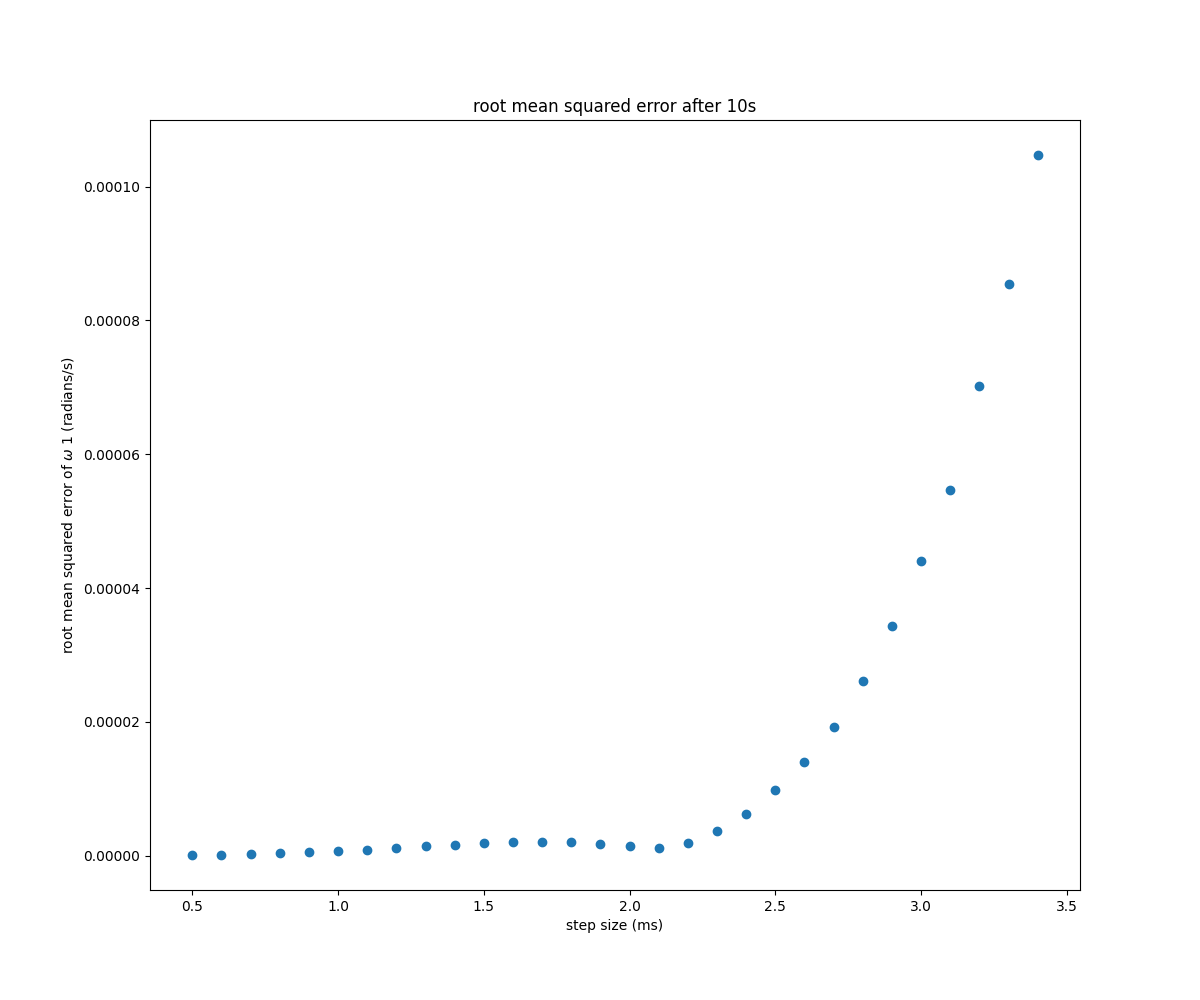 root mean squared error after 10s
root mean squared error of ω 1 (radians/s)
0.00010
0.00008
0.00006
0.00004
0.00002
0.00000
0.5 1.0 1.5 2.0 2.5 3.0 3.5
step size (ms)